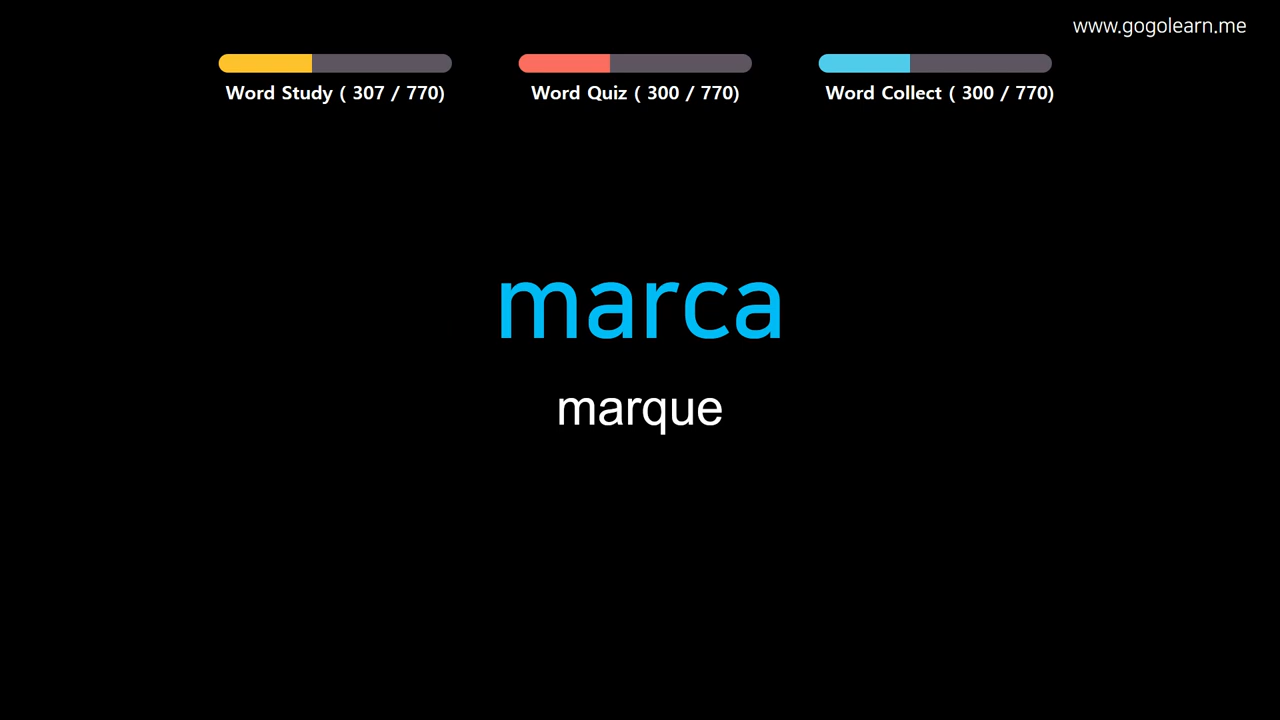 www.gogolearn.me
Word Study ( 307 / 770)
Word Quiz ( 300 / 770)
Word Collect ( 300 / 770)
marca
marque